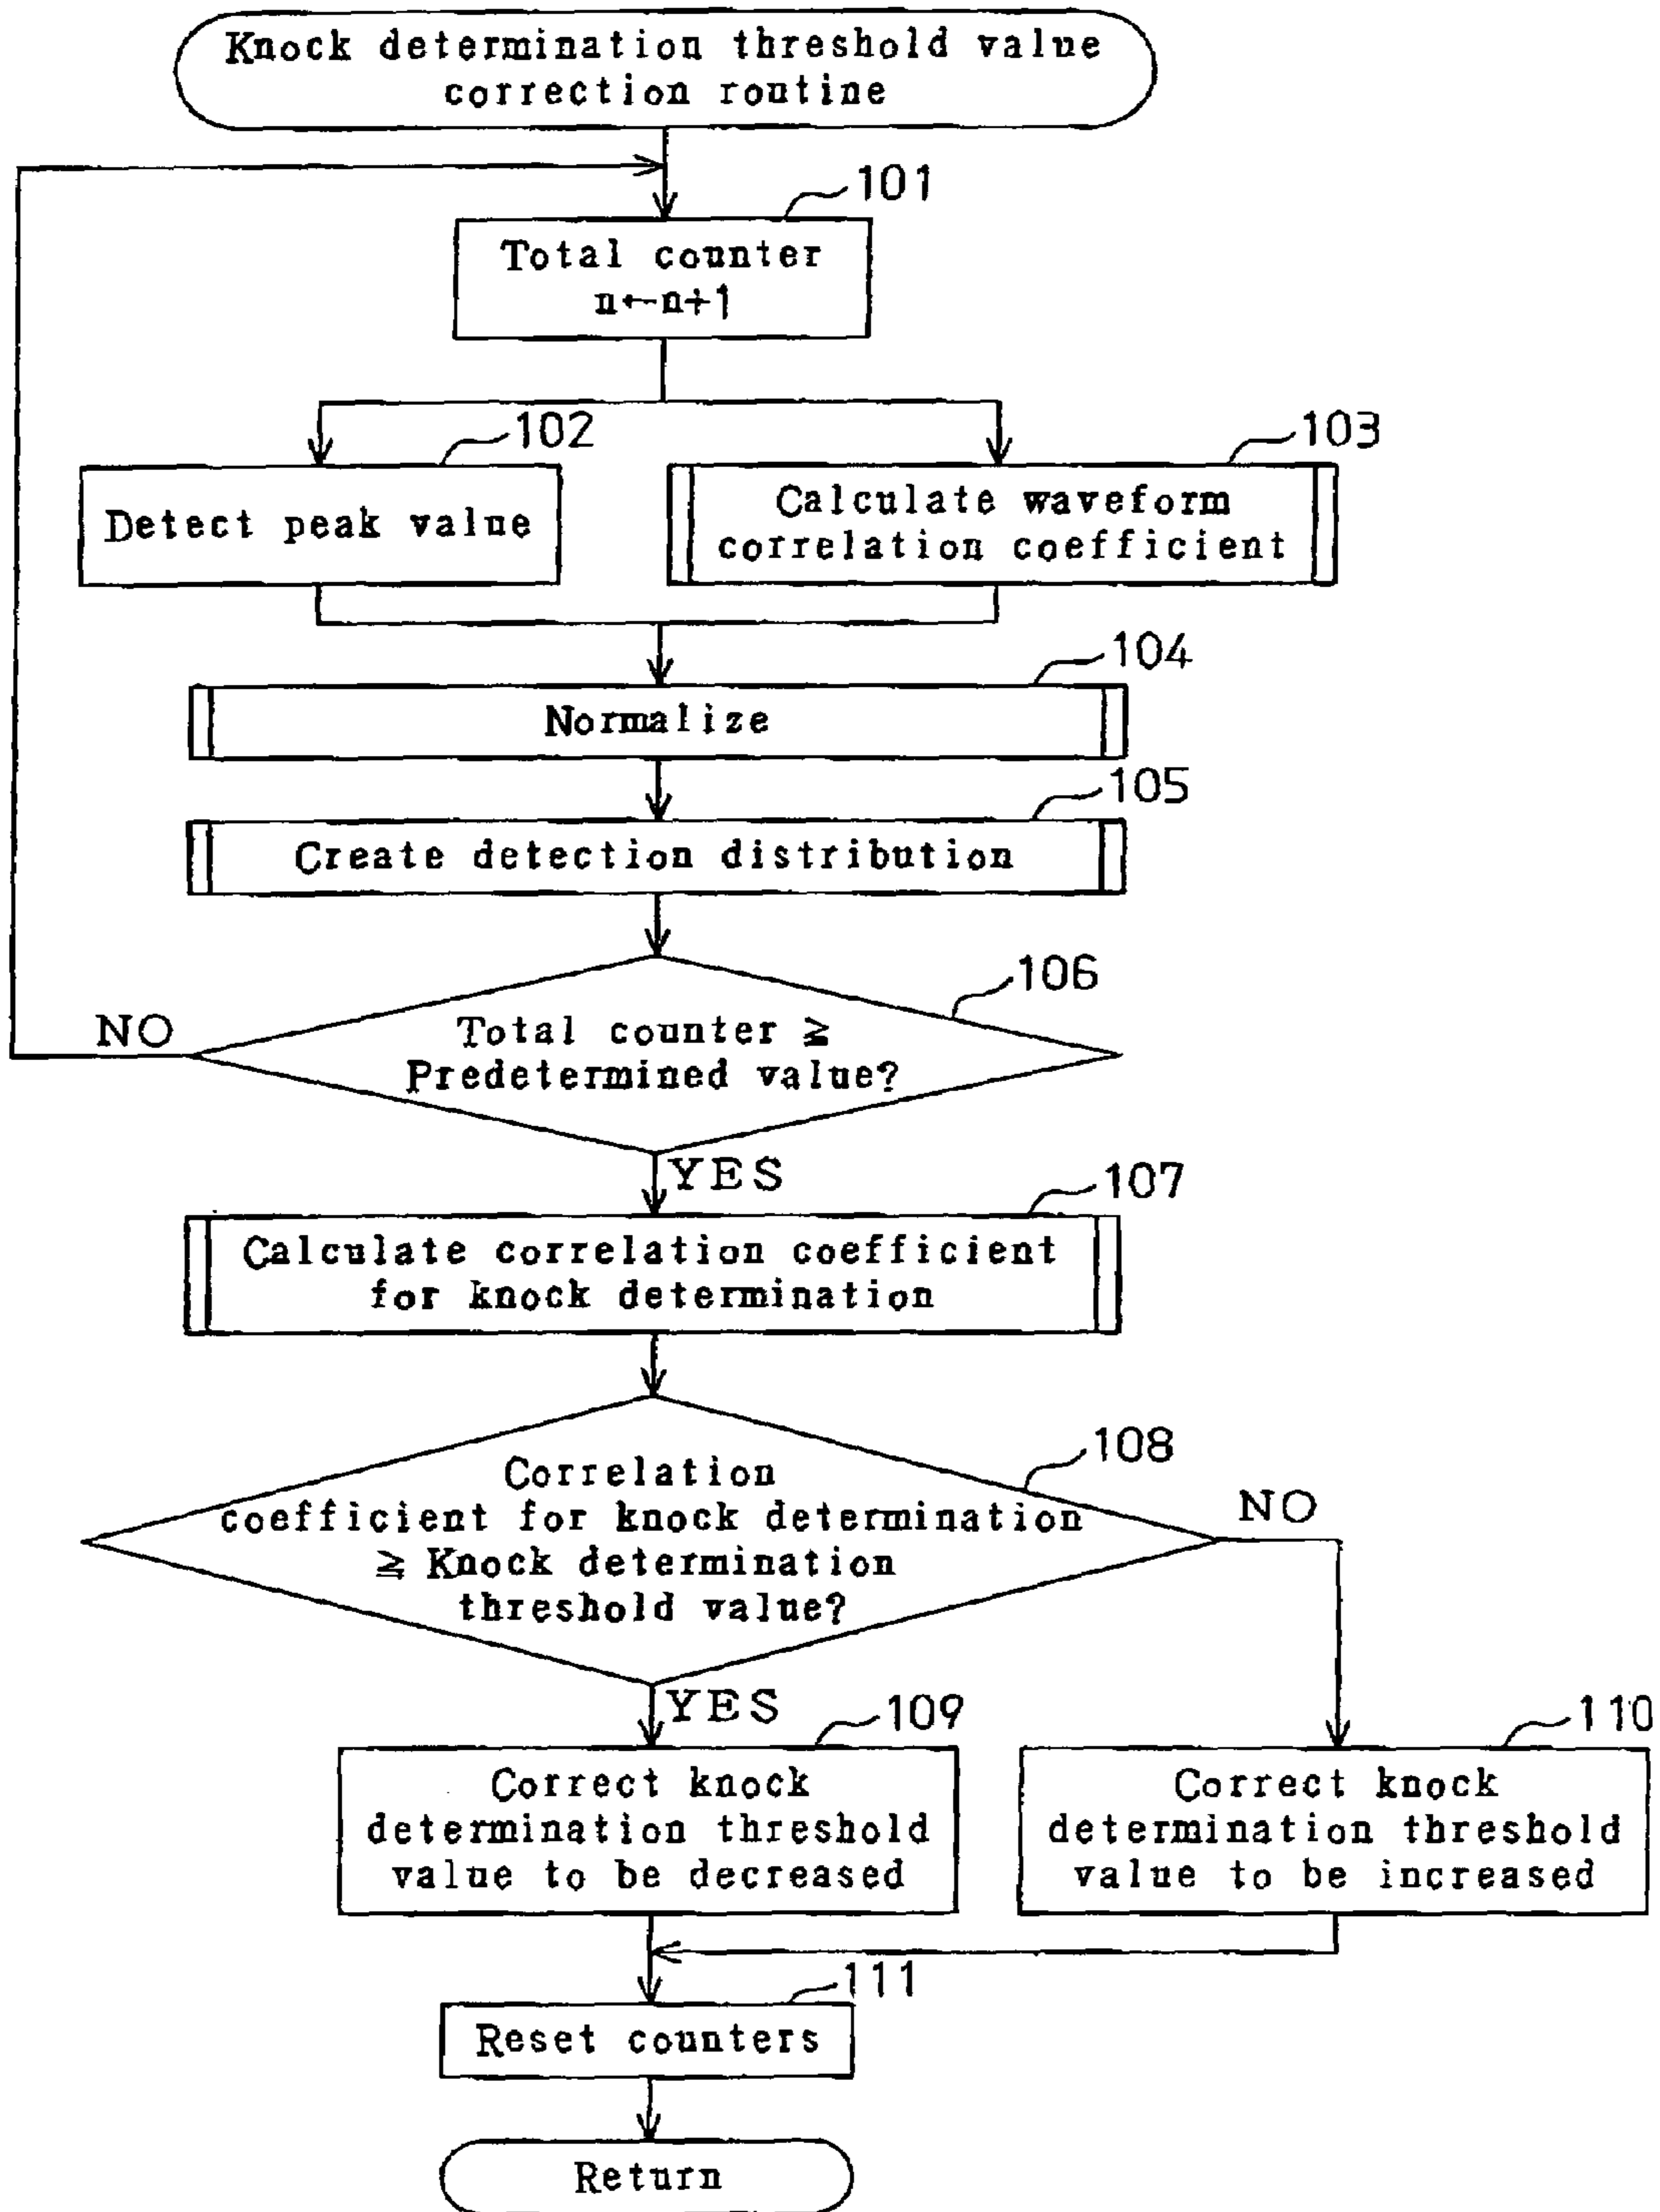 Knock determination threshold value
correction routine
101
Total counter
n←n+1
102
Detect peak value
103
Calculate waveform
correlation coefficient
104
Normalize
105
Create detection distribution
106
Total counter ≧
Predetermined value?
NO
YES
107
Calculate correlation coefficient
for knock determination
108
Correlation
coefficient for knock determination
≧ Knock determination
threshold value?
NO
YES
109
Correct knock
determination threshold
value to be decreased
110
Correct knock
determination threshold
value to be increased
111
Reset counters
Return